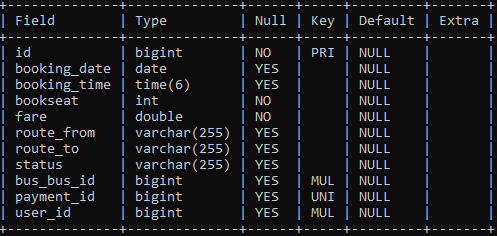 +--------------+--------------+------+-----+---------+-------+
| Field        | Type         | Null | Key | Default | Extra |
+--------------+--------------+------+-----+---------+-------+
| id           | bigint       | NO   | PRI | NULL    |       |
| booking_date | date         | YES  |     | NULL    |       |
| booking_time | time(6)      | YES  |     | NULL    |       |
| bookseat     | int          | NO   |     | NULL    |       |
| fare         | double       | NO   |     | NULL    |       |
| route_from   | varchar(255) | YES  |     | NULL    |       |
| route_to     | varchar(255) | YES  |     | NULL    |       |
| status       | varchar(255) | YES  |     | NULL    |       |
| bus_bus_id   | bigint       | YES  | MUL | NULL    |       |
| payment_id   | bigint       | YES  | UNI | NULL    |       |
| user_id      | bigint       | YES  | MUL | NULL    |       |
+--------------+--------------+------+-----+---------+-------+